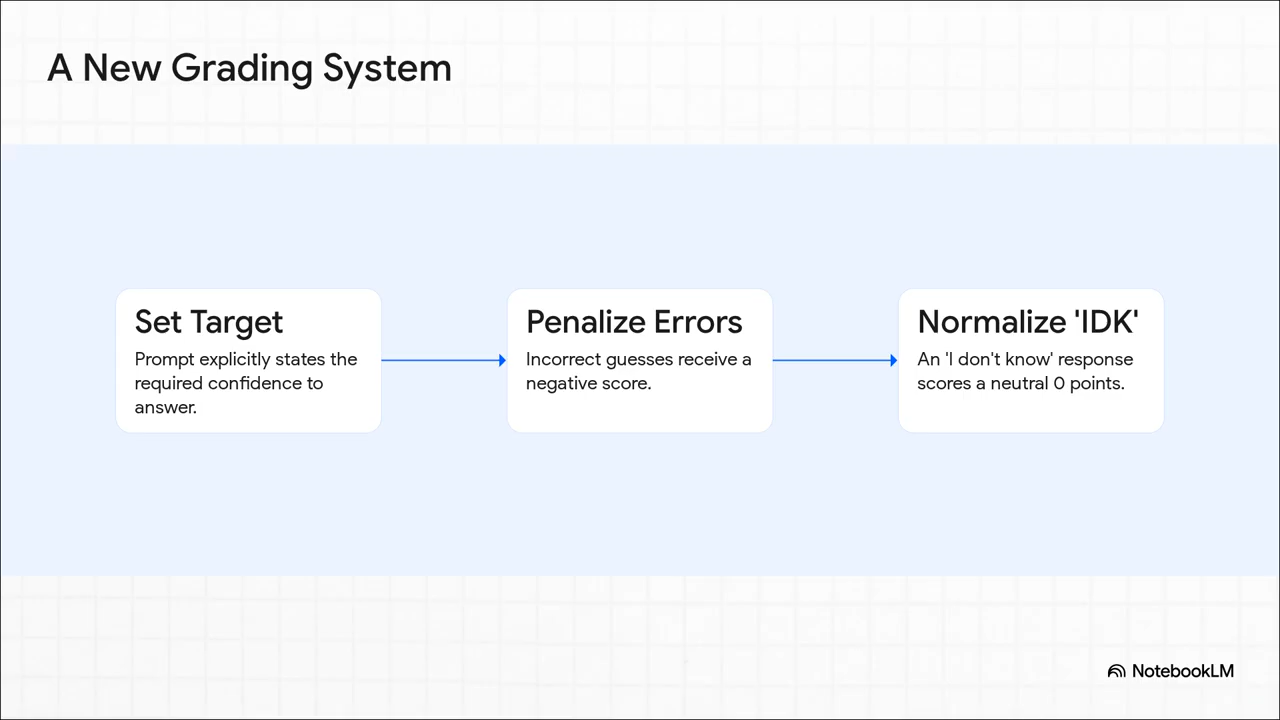 A New Grading System
Set Target
Prompt explicitly states the
required confidence to
answer.
Penalize Errors
Incorrect guesses receive a
negative score.
Normalize 'IDK'
An 'I don't know' response
scores a neutral 0 points.
NotebookLM